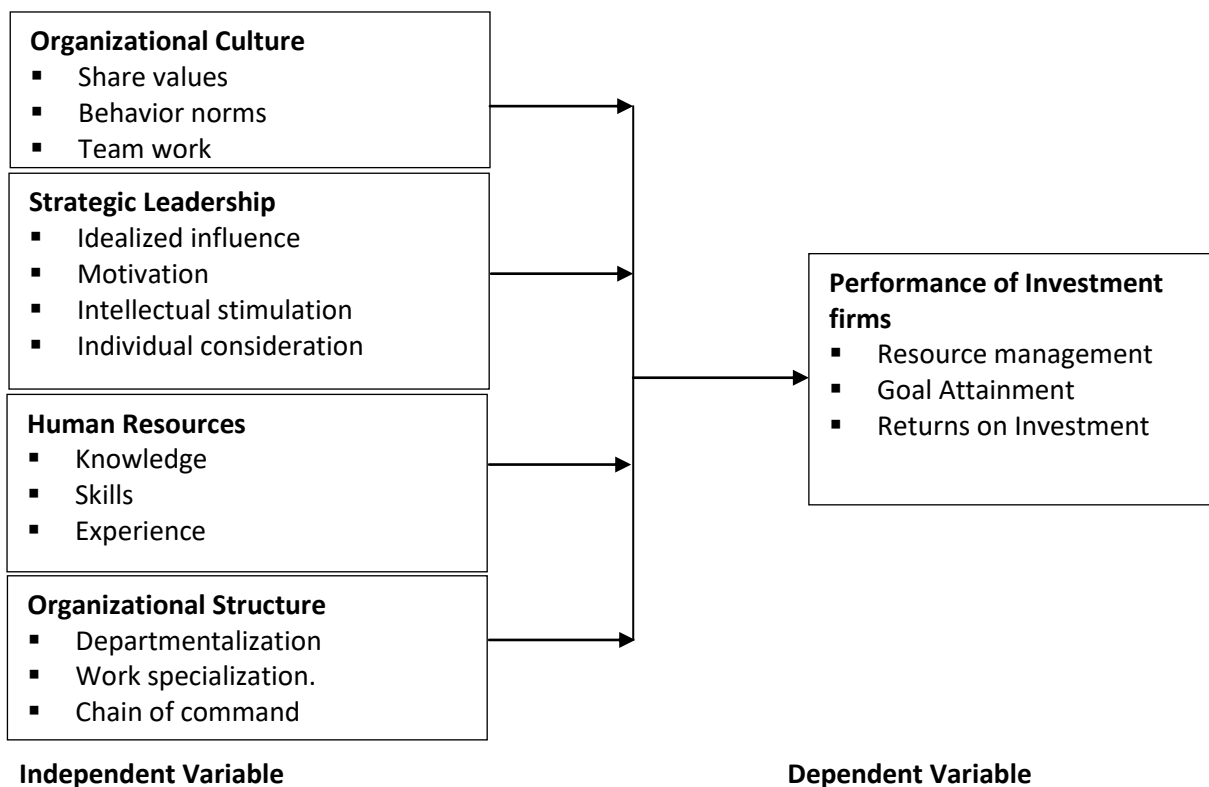 Organizational Culture
▪ Share values
▪ Behavior norms
▪ Team work
Strategic Leadership
▪ Idealized influence
▪ Motivation
▪ Intellectual stimulation
▪ Individual consideration
Human Resources
▪ Knowledge
▪ Skills
▪ Experience
Organizational Structure
▪ Departmentalization
▪ Work specialization.
▪ Chain of command
Independent Variable
Performance of Investment
firms
▪ Resource management
▪ Goal Attainment
▪ Returns on Investment
Dependent Variable